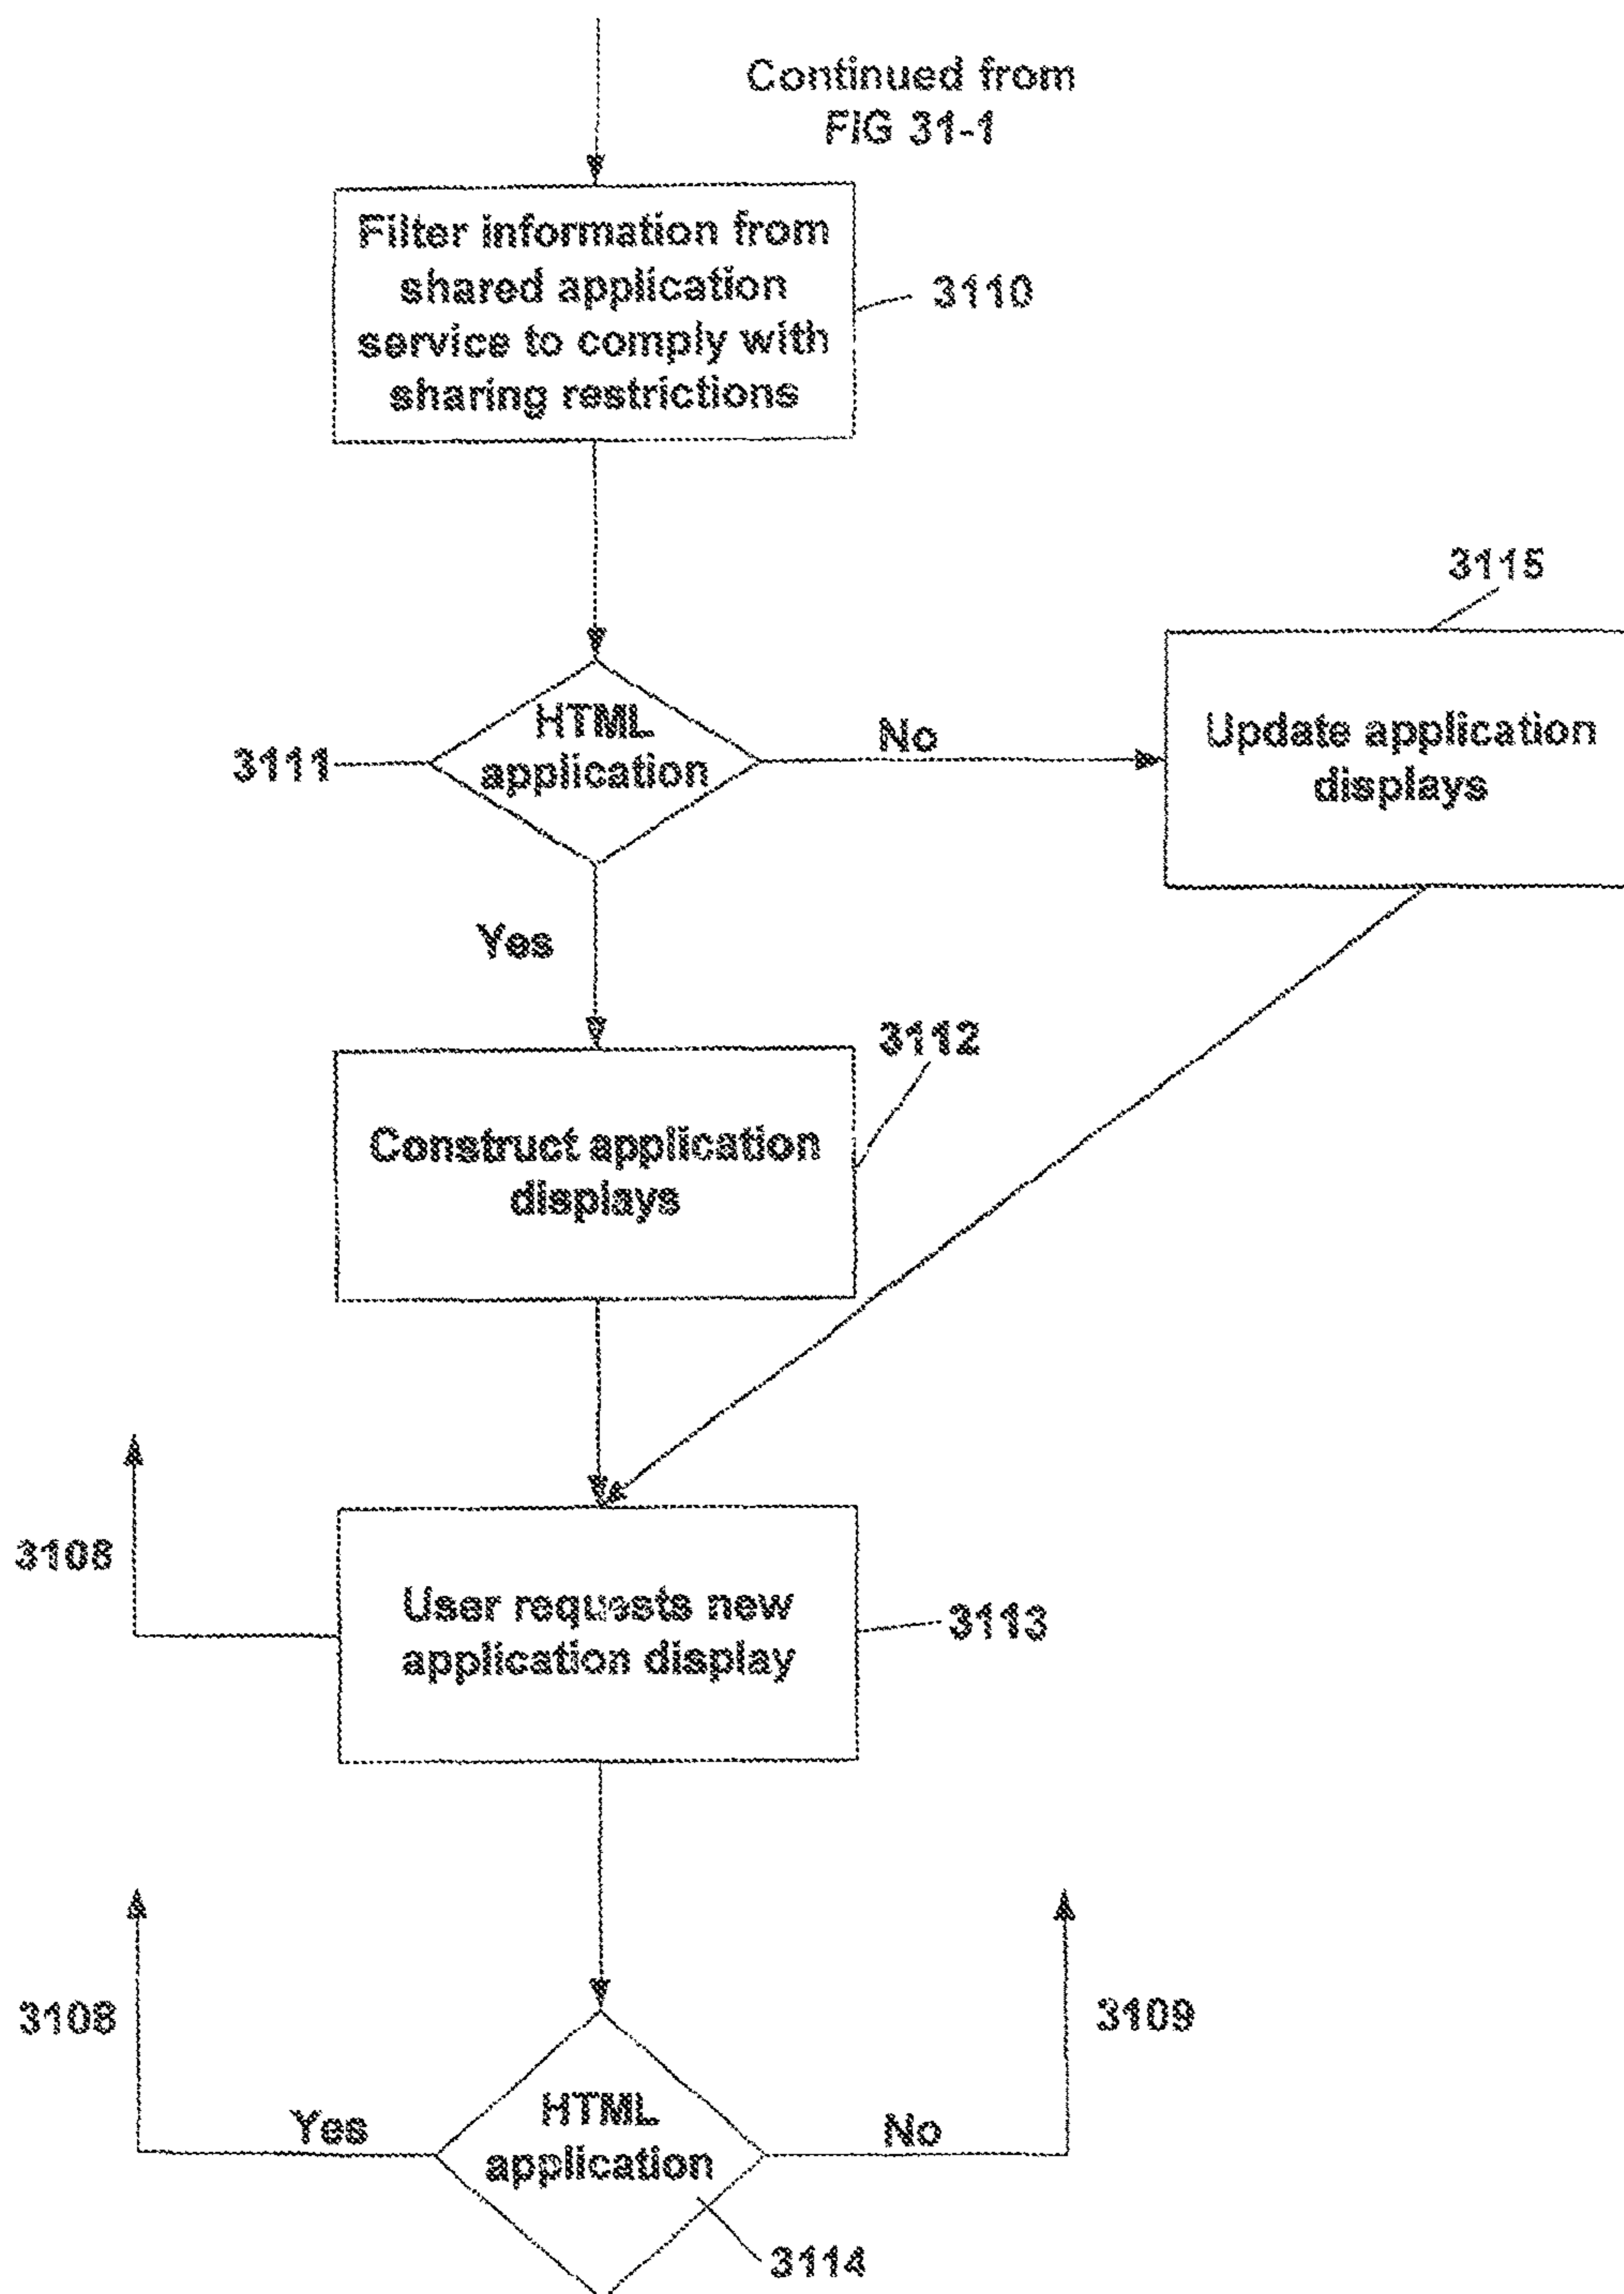 Continued from
FIG 31-1
Filter information from
shared application
service to comply with
sharing restrictions
3110
3115
HTML
application
3111
No
Update application
displays
Yes
3112
Construct application
displays
3108
User requests new
application display
3113
3108
3109
Yes
HTML
application
No
3114